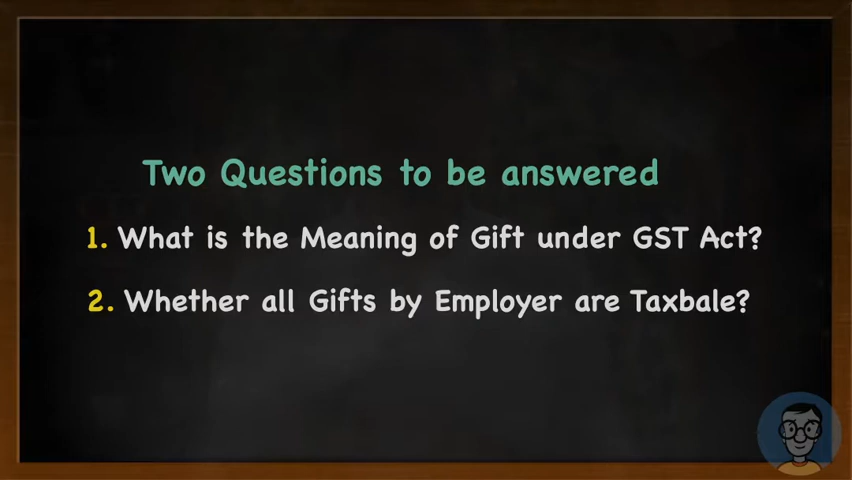 Two Questions to be answered
1. What is the Meaning of Gift under GST Act?
2. Whether all Gifts by Employer are Taxbale?